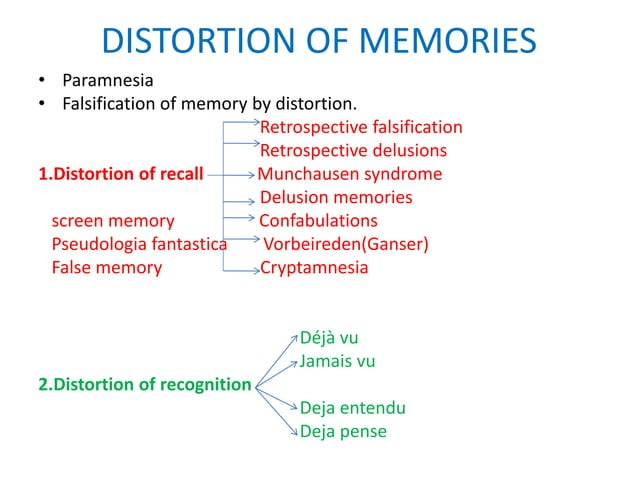 DISTORTION OF MEMORIES
• Paramnesia
• Falsification of memory by distortion.
Retrospective falsification
Retrospective delusions
1.Distortion of recall Munchausen syndrome
Delusion memories
screen memory Confabulations
Pseudologia fantastica Vorbeireden(Ganser)
False memory Cryptamnesia
Déjà vu
Jamais vu
2.Distortion of recognition
Deja entendu
Deja pense